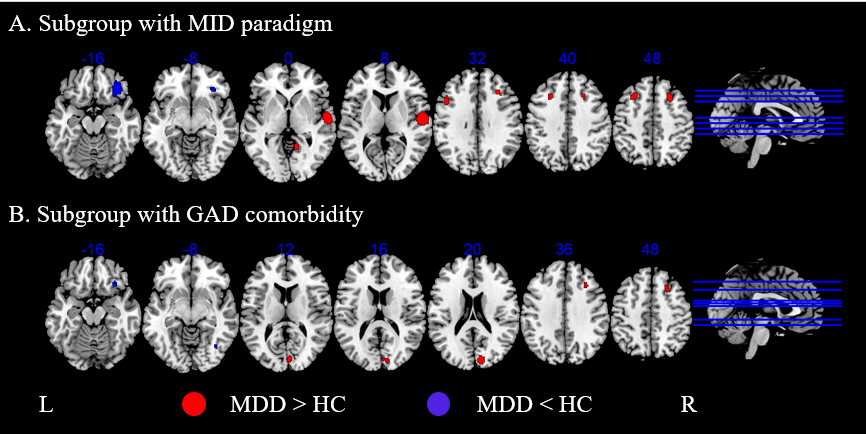 A. Subgroup with MID paradigm
-16 -8 0 8 32 40 48
B. Subgroup with GAD comorbidity
-16 -8 12 16 20 36 48
L MDD > HC MDD < HC R